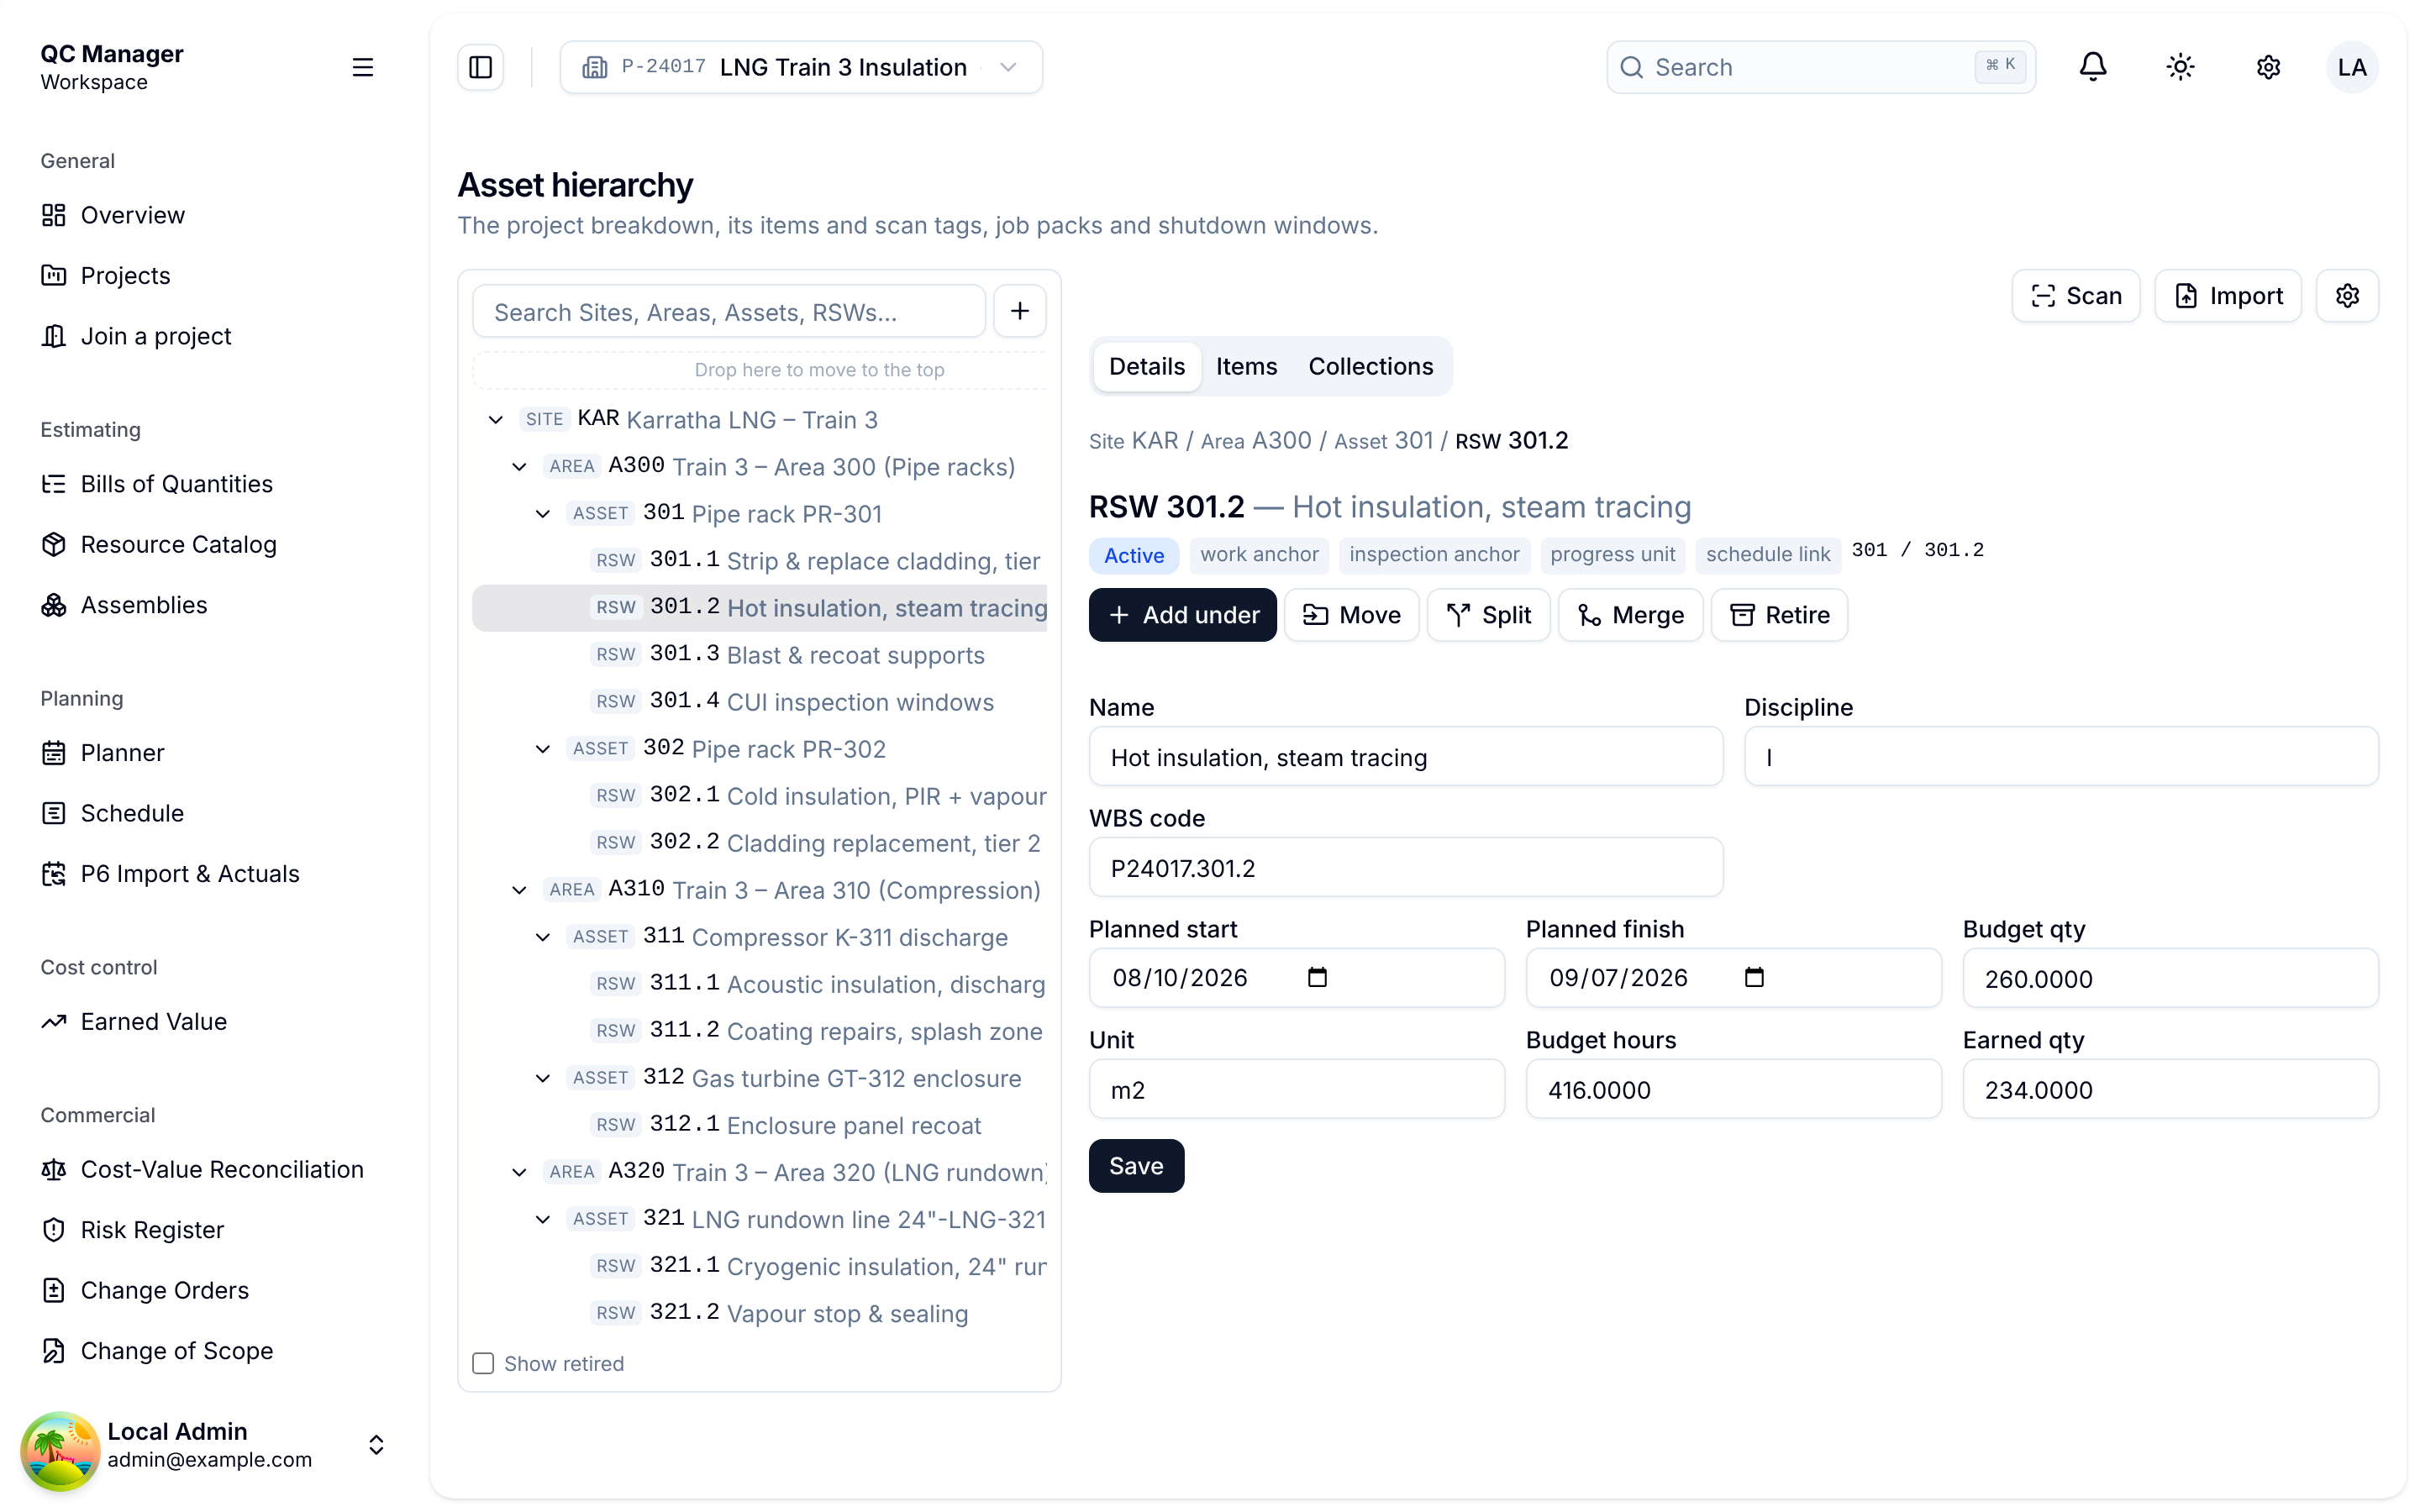 QC Manager
Workspace
General
Overview
Projects
Join a project
Estimating
Bills of Quantities
Resource Catalog
Assemblies
Planning
Planner
Schedule
P6 Import & Actuals
Cost control
Earned Value
Commercial
Cost-Value Reconciliation
Risk Register
Change Orders
Change of Scope
Local Admin
admin@example.com
P-24017 LNG Train 3 Insulation
Search ⌘ K
LA
Asset hierarchy
The project breakdown, its items and scan tags, job packs and shutdown windows.
Search Sites, Areas, Assets, RSWs...
Drop here to move to the top
SITE KAR Karratha LNG – Train 3
AREA A300 Train 3 – Area 300 (Pipe racks)
ASSET 301 Pipe rack PR-301
RSW 301.1 Strip & replace cladding, tier
RSW 301.2 Hot insulation, steam tracing
RSW 301.3 Blast & recoat supports
RSW 301.4 CUI inspection windows
ASSET 302 Pipe rack PR-302
RSW 302.1 Cold insulation, PIR + vapour
RSW 302.2 Cladding replacement, tier 2
AREA A310 Train 3 – Area 310 (Compression)
ASSET 311 Compressor K-311 discharge
RSW 311.1 Acoustic insulation, discharg
RSW 311.2 Coating repairs, splash zone
ASSET 312 Gas turbine GT-312 enclosure
RSW 312.1 Enclosure panel recoat
AREA A320 Train 3 – Area 320 (LNG rundown)
ASSET 321 LNG rundown line 24"-LNG-321
RSW 321.1 Cryogenic insulation, 24" run
RSW 321.2 Vapour stop & sealing
Show retired
Scan
Import
Details Items Collections
Site KAR / Area A300 / Asset 301 / RSW 301.2
RSW 301.2 — Hot insulation, steam tracing
Active work anchor inspection anchor progress unit schedule link 301 / 301.2
Add under Move Split Merge Retire
Name Discipline
Hot insulation, steam tracing I
WBS code
P24017.301.2
Planned start Planned finish Budget qty
08/10/2026 09/07/2026 260.0000
Unit Budget hours Earned qty
m2 416.0000 234.0000
Save